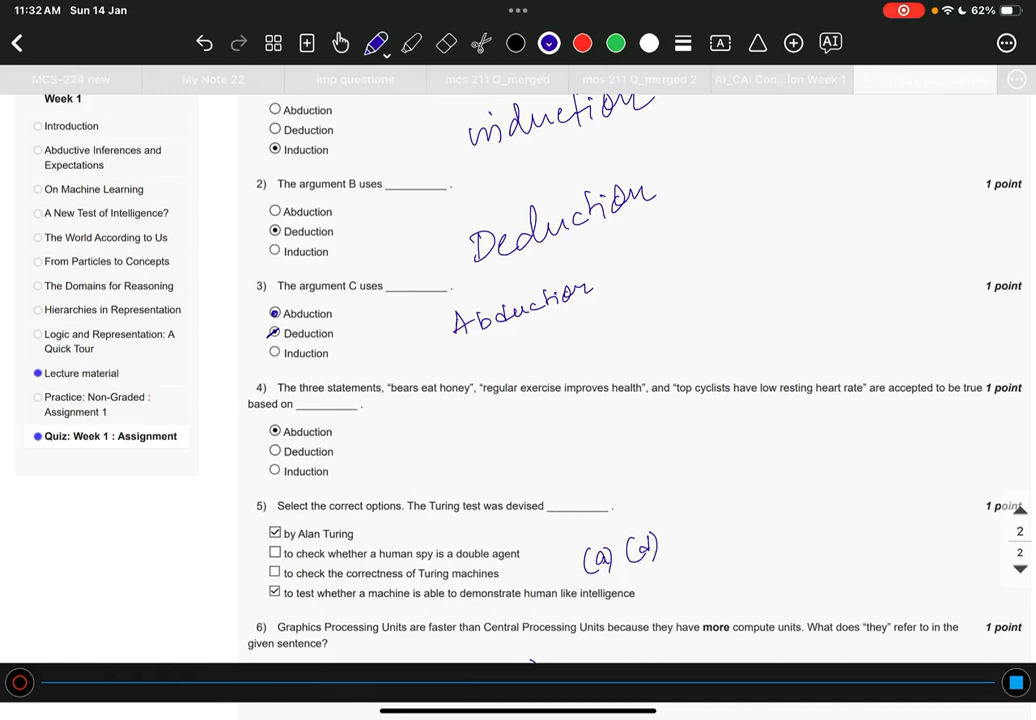 11:32 AM Sun 14 Jan
62%
A
AI
MCS-224 new
My Note 22
imp questions
mcs 211 Q_merged
mcs 211 Q_merged 2
AI_CAI Con...ion Week 1
Week 1
Introduction
Abductive Inferences and
Expectations
On Machine Learning
A New Test of Intelligence?
The World According to Us
From Particles to Concepts
The Domains for Reasoning
Hierarchies in Representation
Logic and Representation: A
Quick Tour
Lecture material
Practice: Non-Graded :
Assignment 1
Quiz: Week 1 : Assignment
Abduction
Deduction
Induction
induction
2) The argument B uses __________ . 1 point
Abduction
Deduction
Induction
Deduction
3) The argument C uses __________ . 1 point
Abduction
Deduction
Induction
Abduction
4) The three statements, “bears eat honey”, “regular exercise improves health”, and “top cyclists have low resting heart rate” are accepted to be true 1 point
based on __________ .
Abduction
Deduction
Induction
5) Select the correct options. The Turing test was devised __________ . 1 point
by Alan Turing
to check whether a human spy is a double agent
to check the correctness of Turing machines
to test whether a machine is able to demonstrate human like intelligence
(a) (d)
2
2
6) Graphics Processing Units are faster than Central Processing Units because they have more compute units. What does “they” refer to in the 1 point
given sentence?